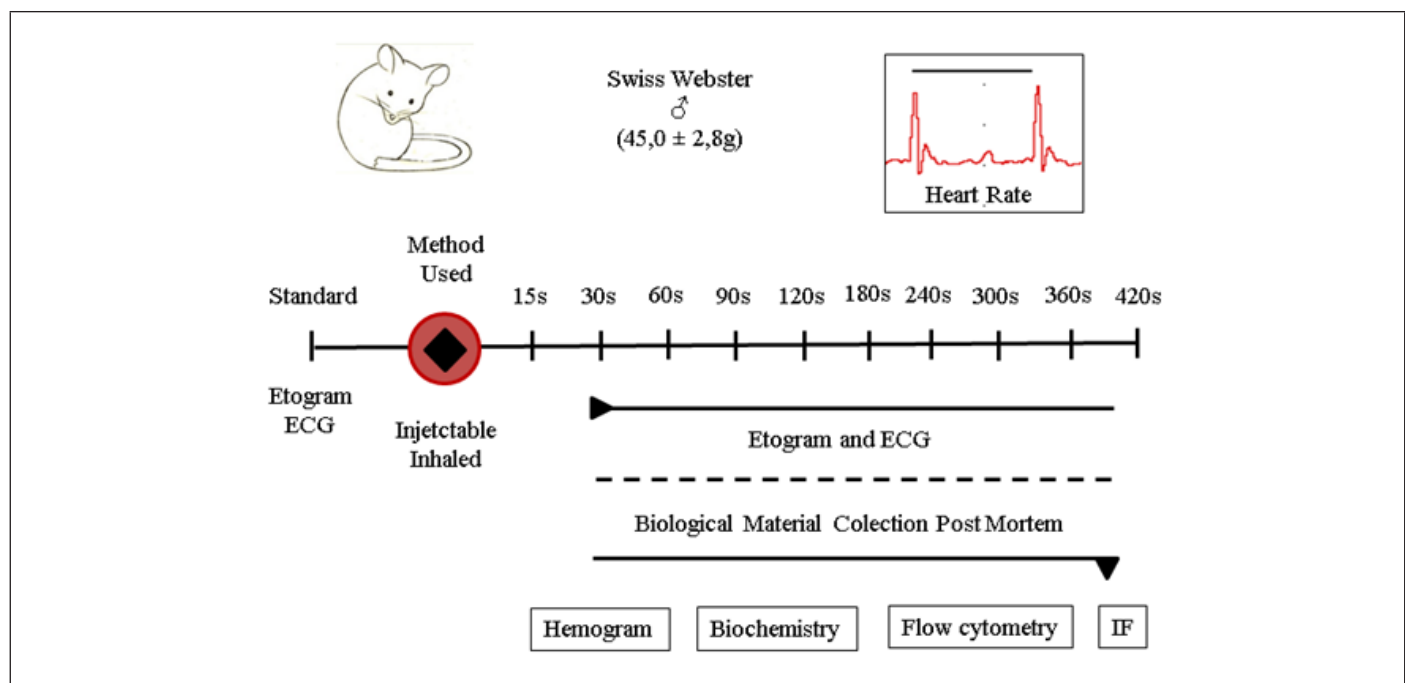 Swiss Webster
♂
(45,0 ± 2,8g)
Heart Rate
Method
Used
Standard
15s 30s 60s 90s 120s 180s 240s 300s 360s 420s
Etogram
ECG
Injetctable
Inhaled
Etogram and ECG
Biological Material Colection Post Mortem
Hemogram Biochemistry Flow cytometry IF